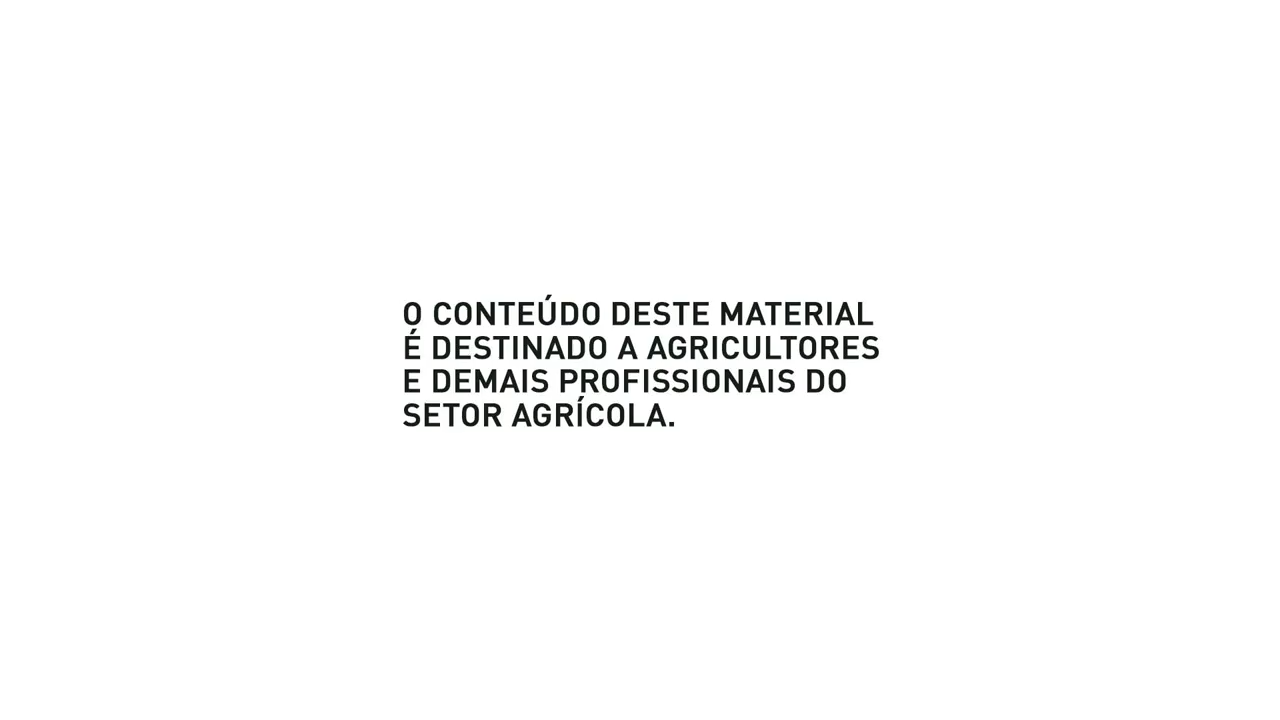 O CONTEÚDO DESTE MATERIAL
É DESTINADO A AGRICULTORES
E DEMAIS PROFISSIONAIS DO
SETOR AGRÍCOLA.